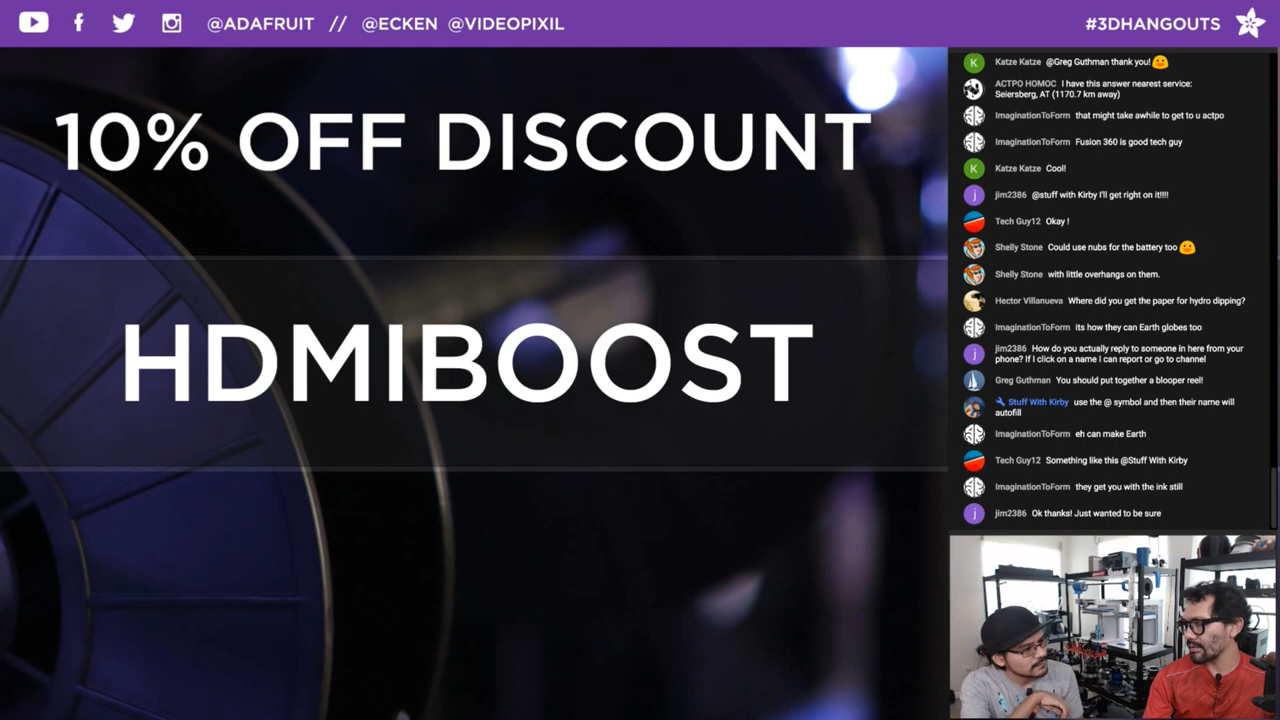 @ADAFRUIT // @ECKEN @VIDEOPIXIL
#3DHANGOUTS
10% OFF DISCOUNT
HDMIBOOST
K Katze Katze @Greg Guthman thank you!
ACTPO HOMOC I have this answer nearest service:
Seiersberg, AT (1170.7 km away)
ImaginationToForm that might take awhile to get to u actpo
ImaginationToForm Fusion 360 is good tech guy
K Katze Katze Cool!
j jim2386 @stuff with Kirby I'll get right on it!!!!
Tech Guy12 Okay !
Shelly Stone Could use nubs for the battery too
Shelly Stone with little overhangs on them.
Hector Villanueva Where did you get the paper for hydro dipping?
ImaginationToForm its how they can Earth globes too
j jim2386 How do you actually reply to someone in here from your
phone? If I click on a name I can report or go to channel
Greg Guthman You should put together a blooper reel!
Stuff With Kirby use the @ symbol and then their name will
autofill
ImaginationToForm eh can make Earth
Tech Guy12 Something like this @Stuff With Kirby
ImaginationToForm they get you with the ink still
j jim2386 Ok thanks! Just wanted to be sure